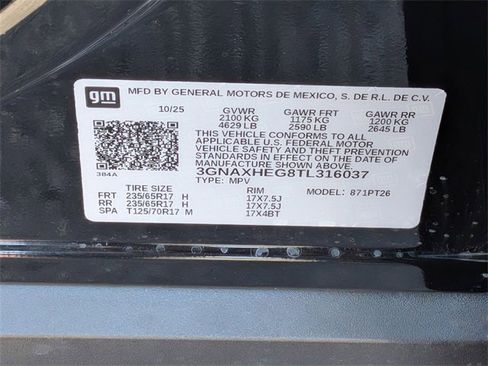 gm
MFD BY GENERAL MOTORS DE MEXICO, S. DE R.L. DE C.V.
10/25 GVWR GAWR FRT GAWR RR
2100 KG 1175 KG 1200 KG
4629 LB 2590 LB 2645 LB
THIS VEHICLE CONFORMS TO ALL
APPLICABLE U.S. FEDERAL MOTOR
VEHICLE SAFETY AND THEFT PREVENTION
STANDARDS IN EFFECT ON THE DATE OF
MANUFACTURE SHOWN ABOVE.
3GNAXHEG8TL316037
384A TYPE: MPV
TIRE SIZE RIM MODEL: 871PT26
FRT 235/65R17 H 17X7.5J
RR 235/65R17 H 17X7.5J
SPA T125/70R17 M 17X4BT